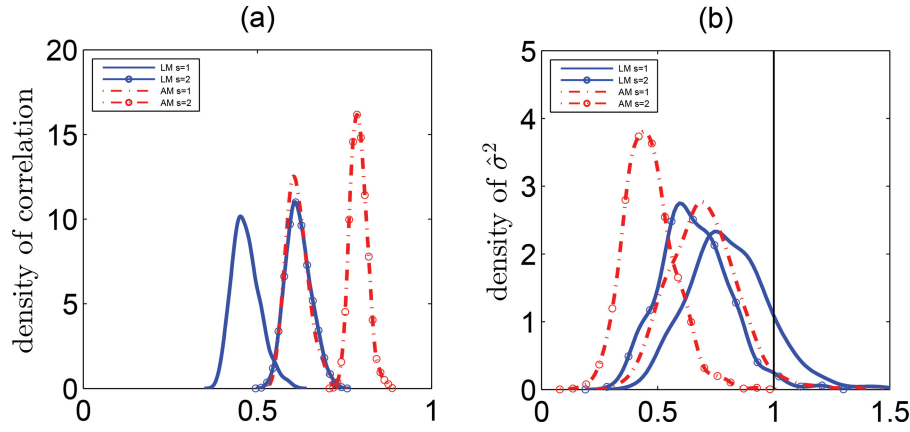 (a)
20
15
10
5
0
density of correlation
LM s=1
LM s=2
AM s=1
AM s=2
0
0.5
1
(b)
5
4
3
2
1
0
density of σ̂²
LM s=1
LM s=2
AM s=1
AM s=2
0
0.5
1
1.5